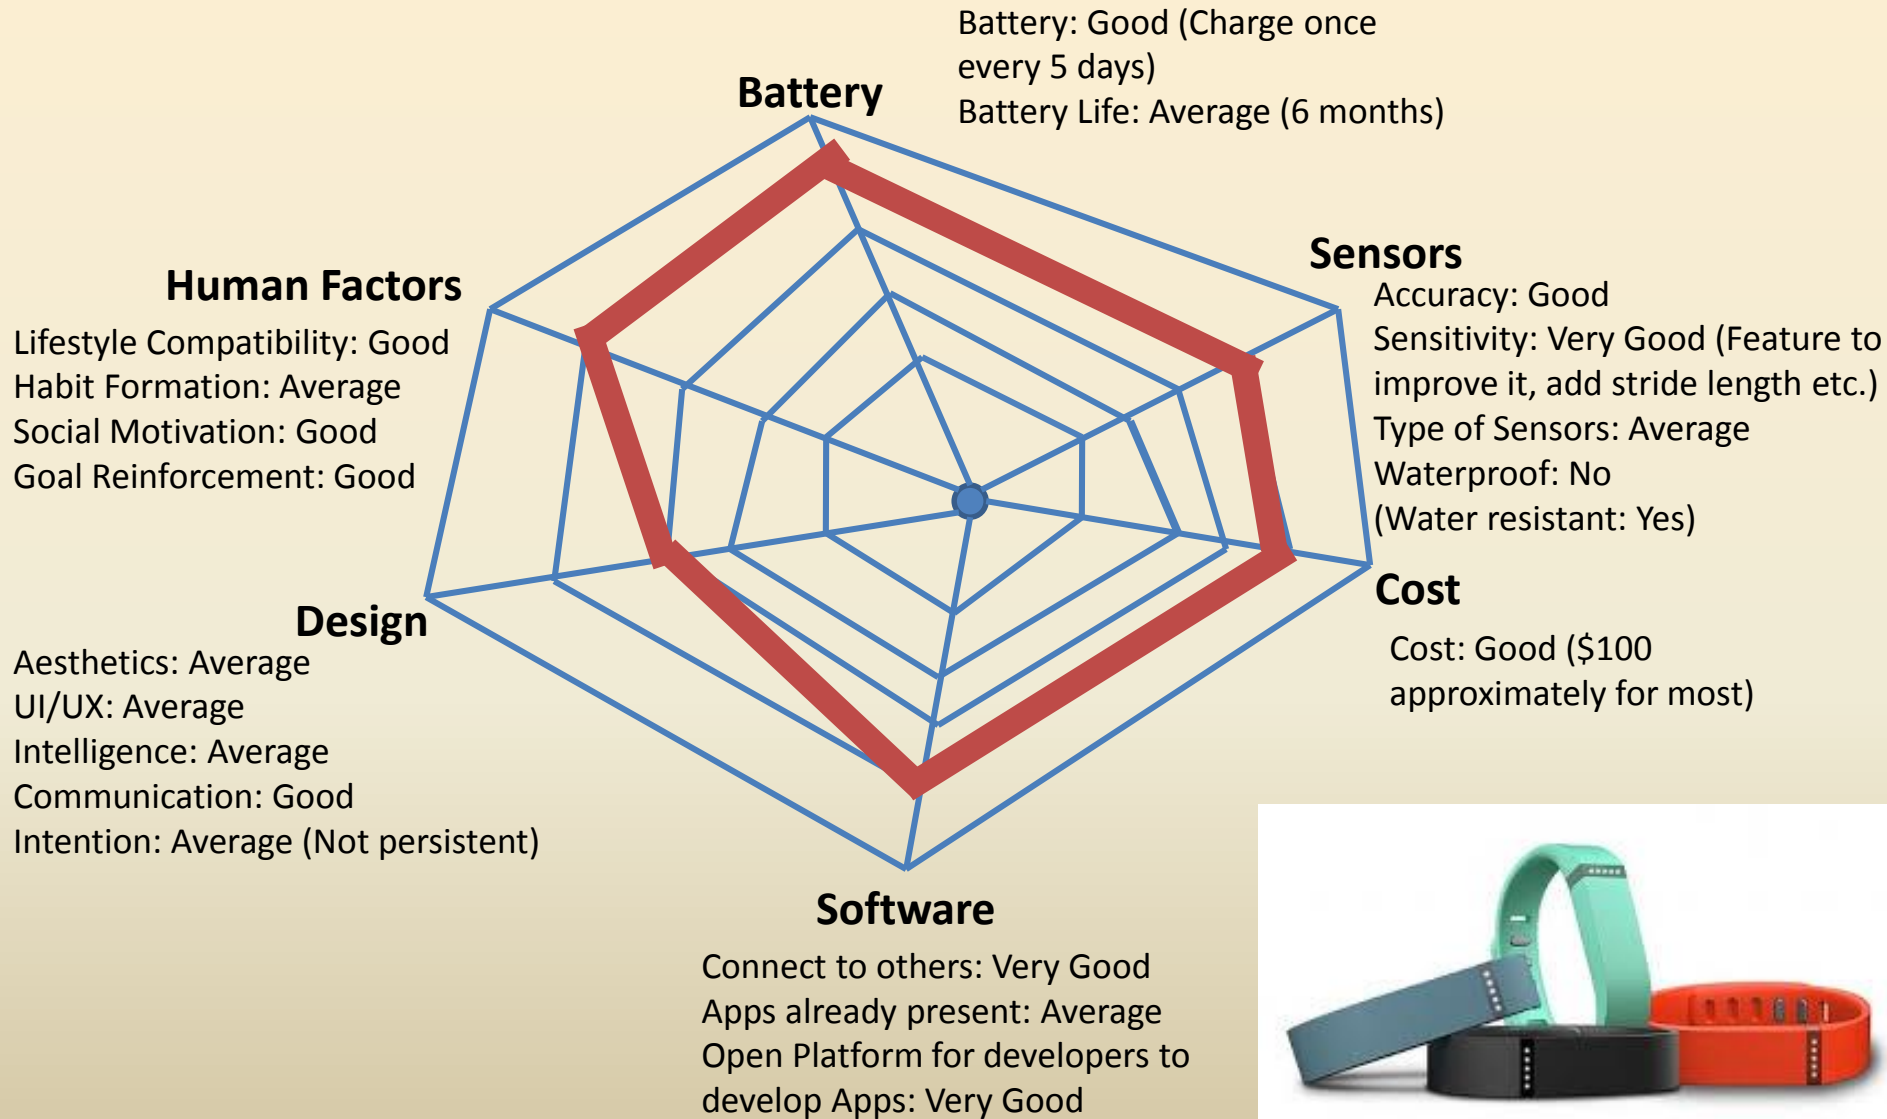 Battery: Good (Charge once
every 5 days)
Battery Life: Average (6 months)
Battery
Sensors
Accuracy: Good
Sensitivity: Very Good (Feature to
improve it, add stride length etc.)
Type of Sensors: Average
Waterproof: No
(Water resistant: Yes)
Human Factors
Lifestyle Compatibility: Good
Habit Formation: Average
Social Motivation: Good
Goal Reinforcement: Good
Cost
Cost: Good ($100
approximately for most)
Design
Aesthetics: Average
UI/UX: Average
Intelligence: Average
Communication: Good
Intention: Average (Not persistent)
Software
Connect to others: Very Good
Apps already present: Average
Open Platform for developers to
develop Apps: Very Good